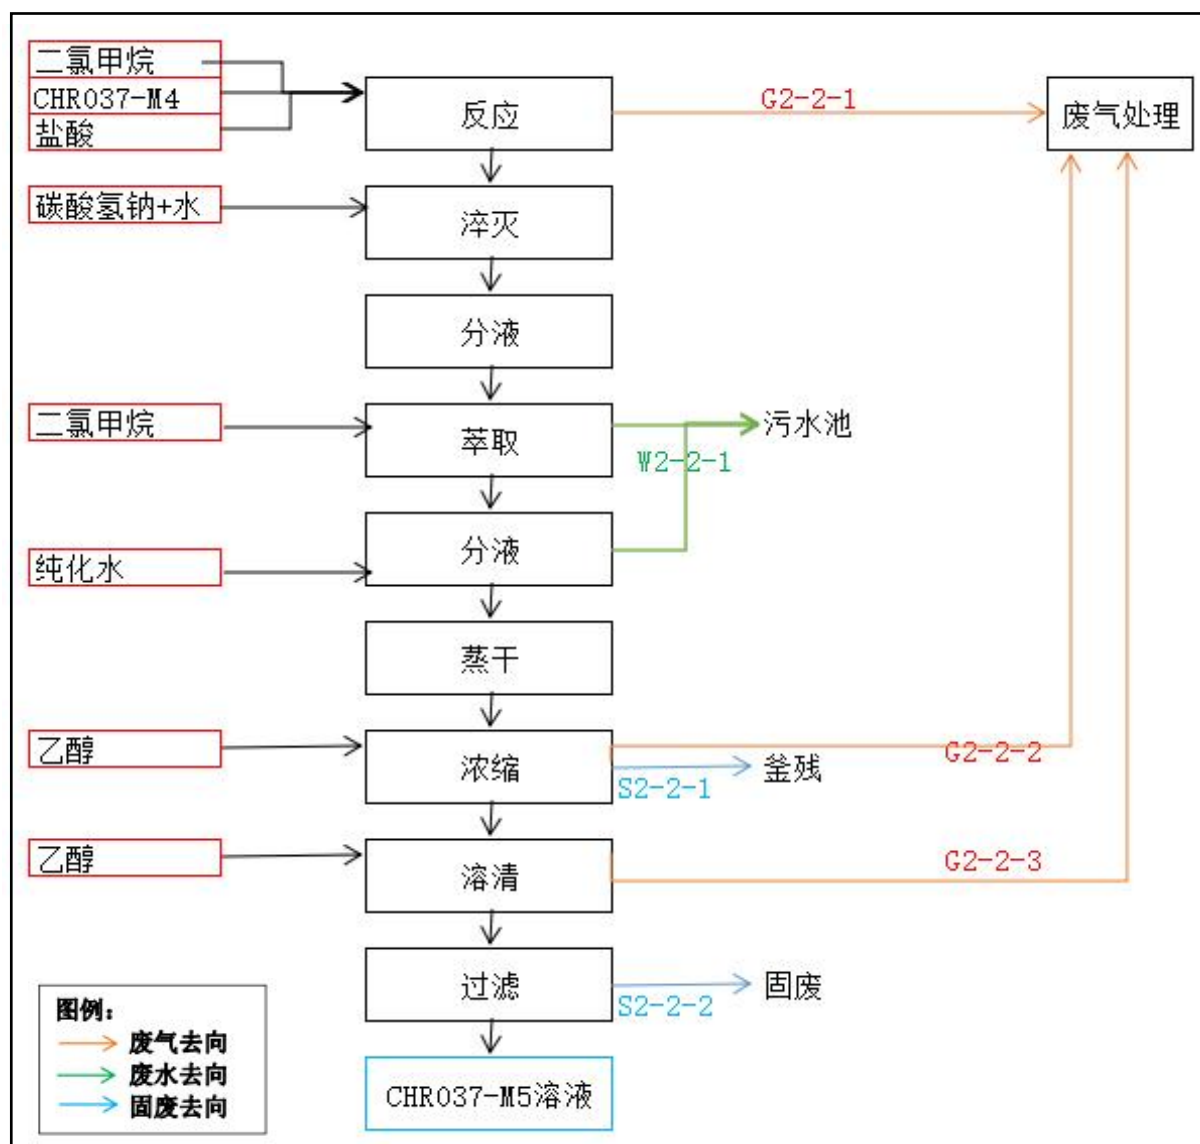 二氯甲烷
CHR037-M4
盐酸
反应
G2-2-1
废气处理
碳酸氢钠+水
淬灭
分液
二氯甲烷
萃取
污水池
W2-2-1
纯化水
分液
蒸干
乙醇
浓缩
G2-2-2
釜残
S2-2-1
乙醇
溶清
G2-2-3
过滤
固废
S2-2-2
图例：
废气去向
废水去向
固废去向
CHR037-M5溶液